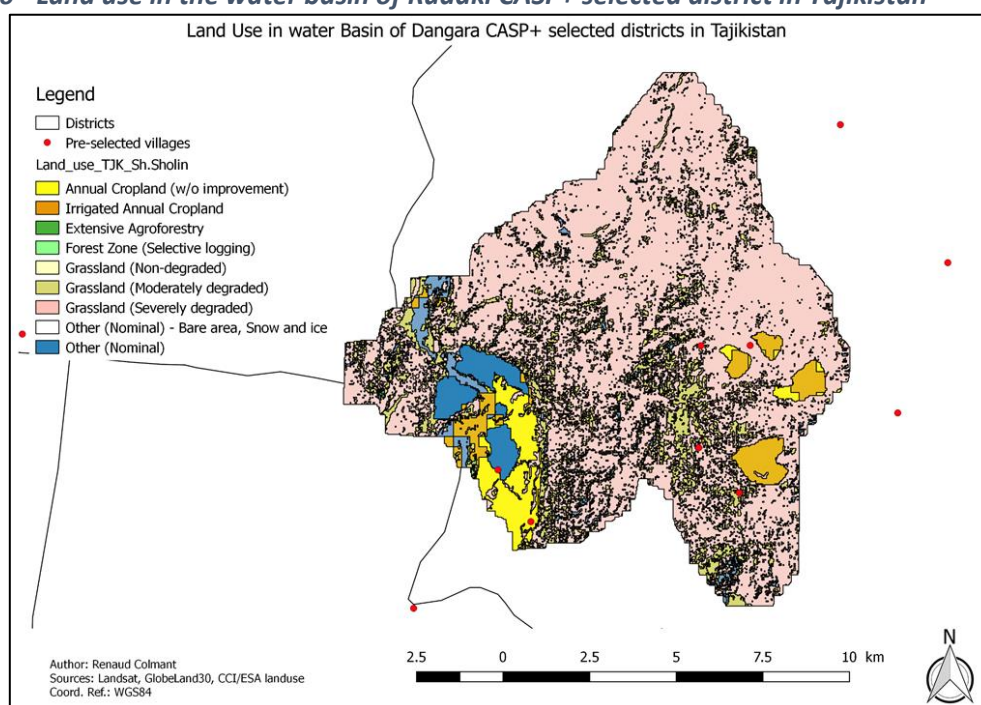 Land use in the water basin of Rudaki CASP+ selected district in Tajikistan
Land Use in water Basin of Dangara CASP+ selected districts in Tajikistan
Legend
Districts
Pre-selected villages
Land_use_TJK_Sh.Sholin
Annual Cropland (w/o improvement)
Irrigated Annual Cropland
Extensive Agroforestry
Forest Zone (Selective logging)
Grassland (Non-degraded)
Grassland (Moderately degraded)
Grassland (Severely degraded)
Other (Nominal) - Bare area, Snow and ice
Other (Nominal)
Author: Renaud Colmant
Sources: Landsat, GlobeLand30, CCI/ESA landuse
Coord. Ref.: WGS84
2.5 0 2.5 5 7.5 10 km
N